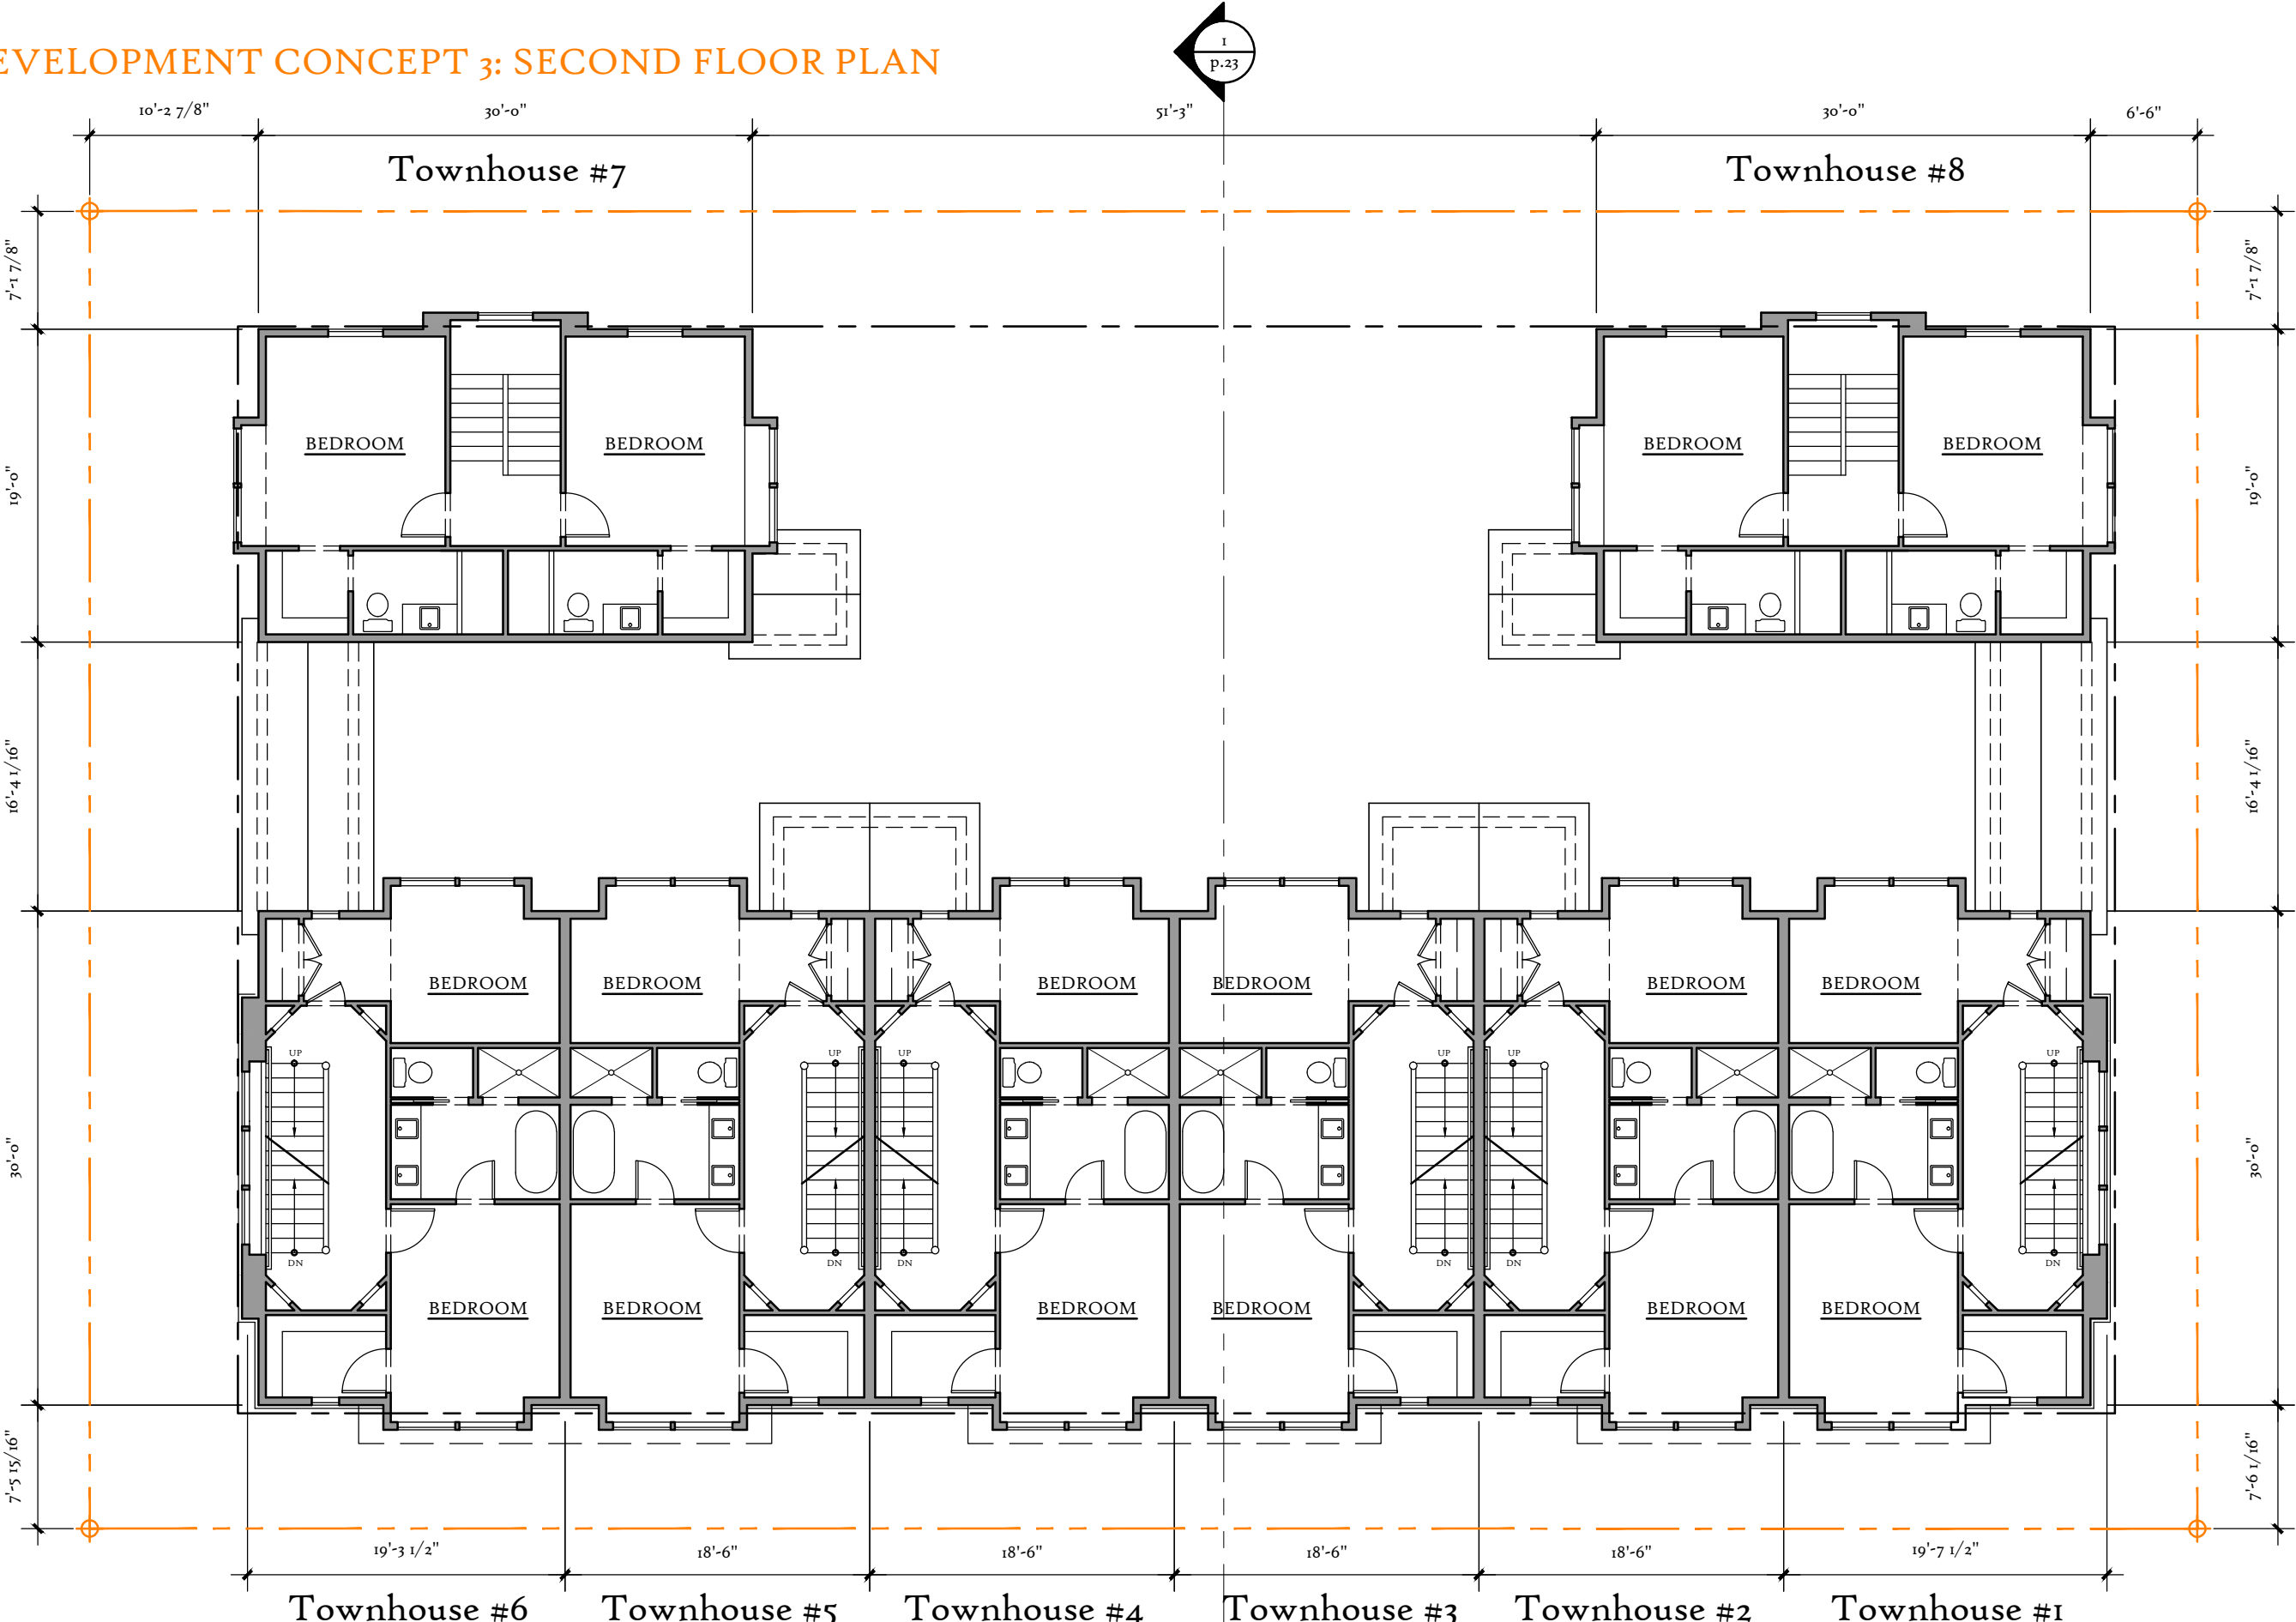 EVELOPMENT CONCEPT 3: SECOND FLOOR PLAN
1
p.23
10'-2 7/8"
30'-0"
51'-3"
30'-0"
6'-6"
Townhouse #7
Townhouse #8
7'-1 7/8"
7'-1 7/8"
BEDROOM
BEDROOM
BEDROOM
BEDROOM
19'-0"
19'-0"
16'-4 1/16"
16'-4 1/16"
BEDROOM
BEDROOM
BEDROOM
BEDROOM
BEDROOM
BEDROOM
UP
UP
UP
UP
UP
UP
30'-0"
30'-0"
DN
DN
DN
DN
DN
DN
BEDROOM
BEDROOM
BEDROOM
BEDROOM
BEDROOM
BEDROOM
7'-5 15/16"
7'-6 1/16"
19'-3 1/2"
18'-6"
18'-6"
18'-6"
18'-6"
19'-7 1/2"
Townhouse #6
Townhouse #5
Townhouse #4
Townhouse #3
Townhouse #2
Townhouse #1